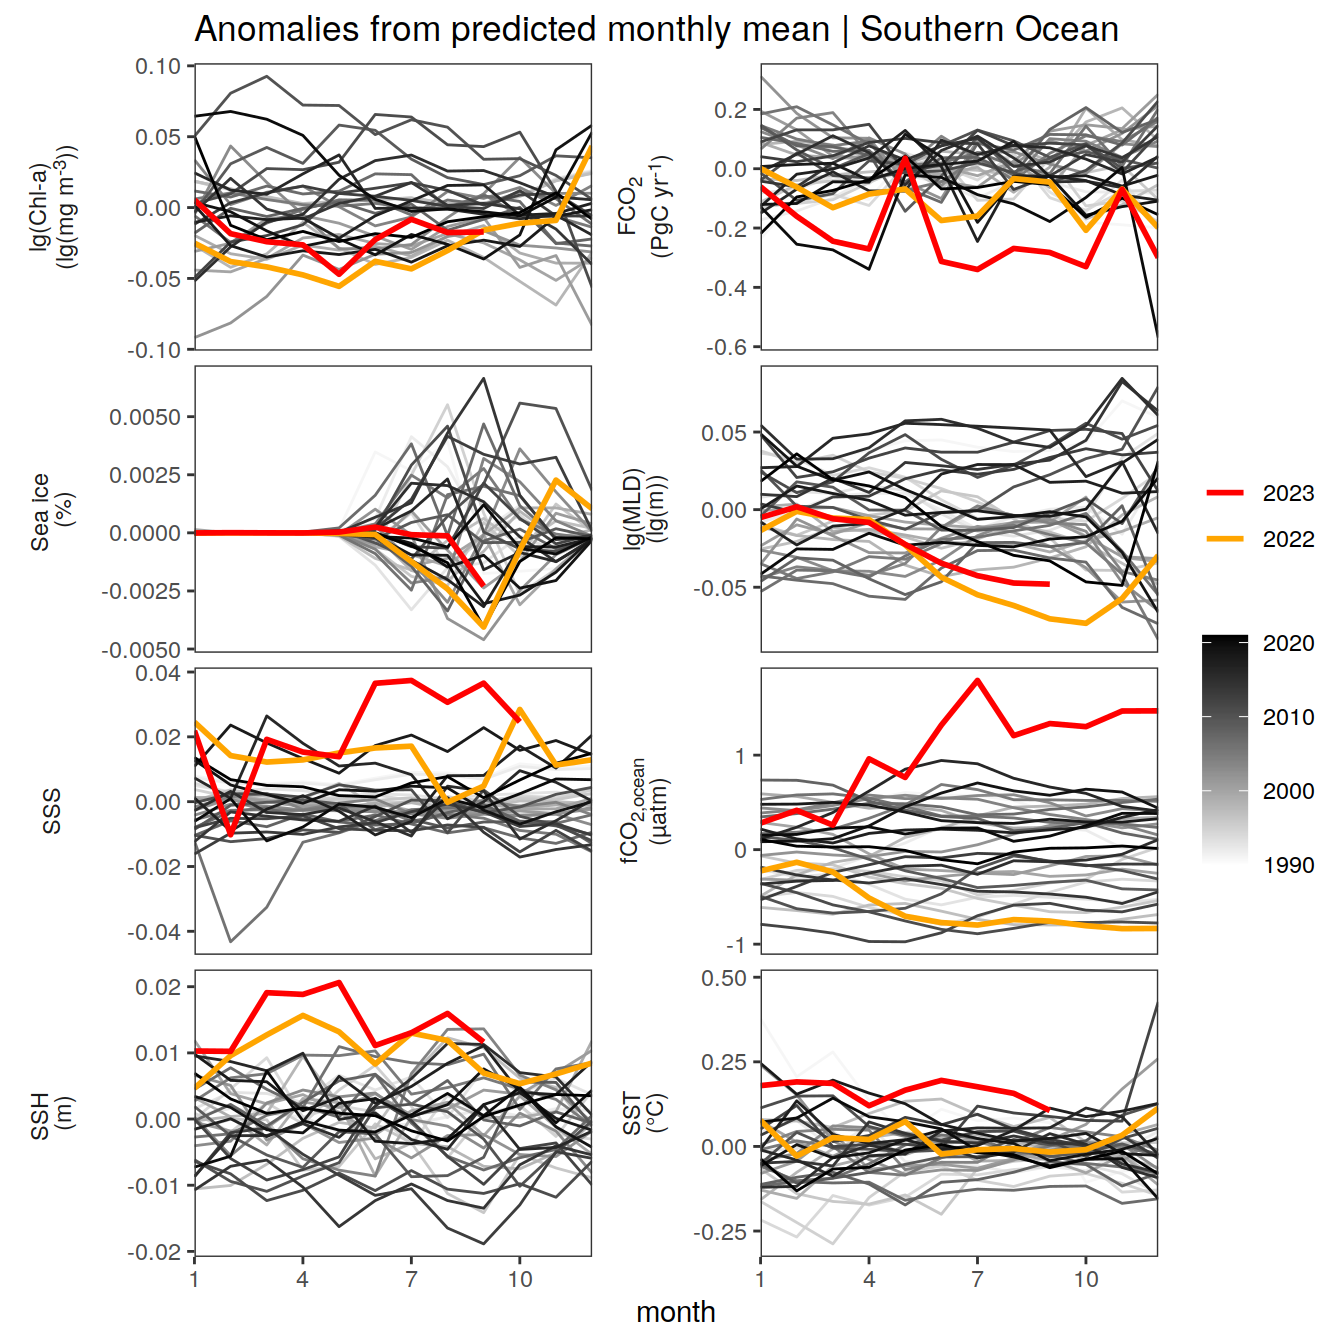 Anomalies from predicted monthly mean | Southern Ocean
lg(Chl-a)
(lg(mg m⁻³))
0.10
0.05
0.00
-0.05
-0.10
FCO₂
(PgC yr⁻¹)
0.2
0.0
-0.2
-0.4
-0.6
Sea ice
(%)
0.0050
0.0025
0.0000
-0.0025
-0.0050
lg(MLD)
(lg(m))
0.05
0.00
-0.05
SSS
0.04
0.02
0.00
-0.02
-0.04
fCO₂,ocean
(µatm)
1
0
-1
SSH
(m)
0.02
0.01
0.00
-0.01
-0.02
SST
(°C)
0.50
0.25
0.00
-0.25
1 4 7 10
1 4 7 10
month
2023
2022
2020
2010
2000
1990